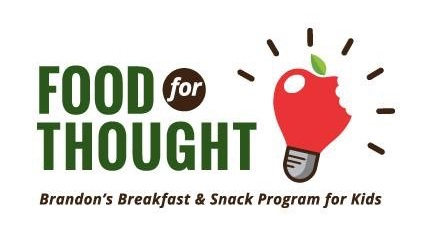 FOOD for
THOUGHT
Brandon's Breakfast & Snack Program for Kids